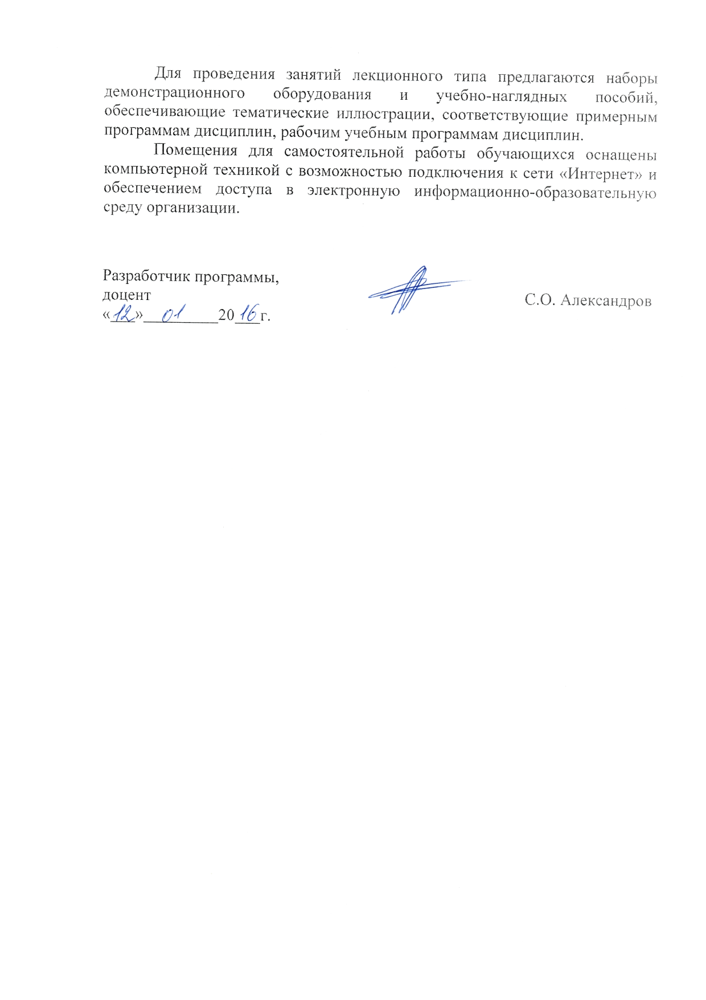 Для проведения занятий лекционного типа предлагаются наборы
демонстрационного оборудования и учебно-наглядных пособий,
обеспечивающие тематические иллюстрации, соответствующие примерным
программам дисциплин, рабочим учебным программам дисциплин.
Помещения для самостоятельной работы обучающихся оснащены
компьютерной техникой с возможностью подключения к сети «Интернет» и
обеспечением доступа в электронную информационно-образовательную
среду организации.
Разработчик программы,
доцент
С.О. Александров
«12» 01 2016 г.